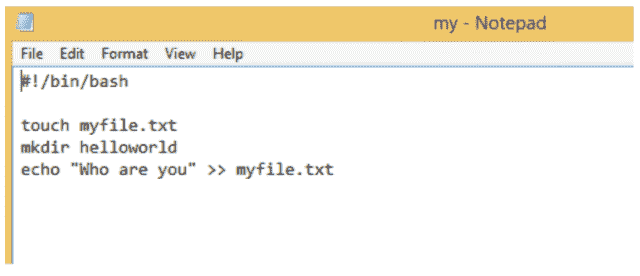 my - Notepad
File Edit Format View Help
#!/bin/bash
touch myfile.txt
mkdir helloworld
echo "Who are you" >> myfile.txt